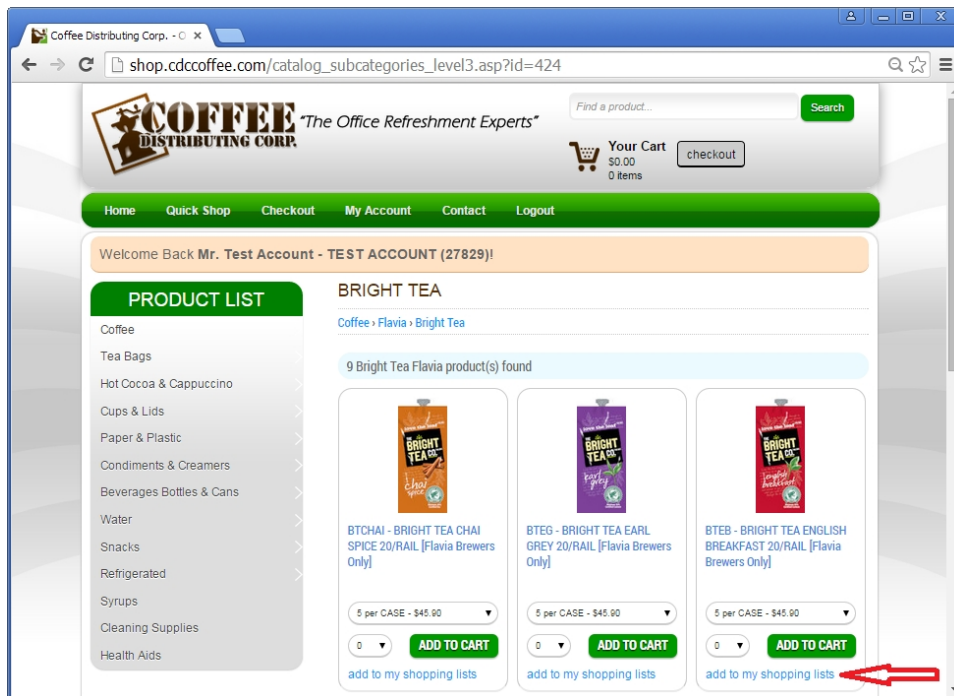 Coffee Distributing Corp. - O
shop.cdccoffee.com/catalog_subcategories_level3.asp?id=424
COFFEE
DISTRIBUTING CORP.
"The Office Refreshment Experts"
Find a product...
Search
Your Cart
$0.00
0 items
checkout
Home Quick Shop Checkout My Account Contact Logout
Welcome Back Mr. Test Account - TEST ACCOUNT (27829)!
PRODUCT LIST
Coffee
Tea Bags
Hot Cocoa & Cappuccino
Cups & Lids
Paper & Plastic
Condiments & Creamers
Beverages Bottles & Cans
Water
Snacks
Refrigerated
Syrups
Cleaning Supplies
Health Aids
BRIGHT TEA
Coffee › Flavia › Bright Tea
9 Bright Tea Flavia product(s) found
THE
BRIGHT
TEA CO.
chai
spice
BTCHAI - BRIGHT TEA CHAI
SPICE 20/RAIL [Flavia Brewers
Only]
5 per CASE - $45.90
0
ADD TO CART
add to my shopping lists
THE
BRIGHT
TEA CO.
earl
grey
BTEG - BRIGHT TEA EARL
GREY 20/RAIL [Flavia Brewers
Only]
5 per CASE - $45.90
0
ADD TO CART
add to my shopping lists
THE
BRIGHT
TEA CO.
english
breakfast
BTEB - BRIGHT TEA ENGLISH
BREAKFAST 20/RAIL [Flavia
Brewers Only]
5 per CASE - $45.90
0
ADD TO CART
add to my shopping lists